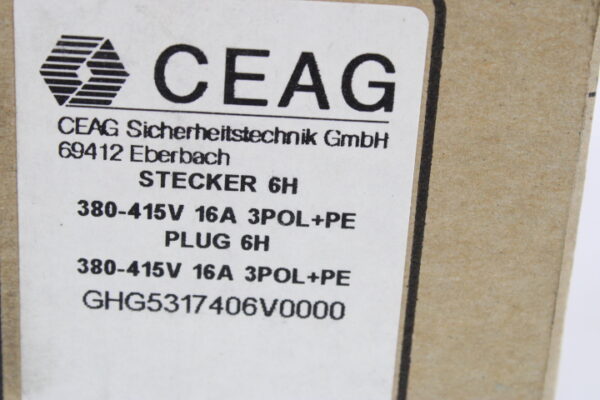 CEAG
CEAG Sicherheitstechnik GmbH
69412 Eberbach
STECKER 6H
380-415V 16A 3POL+PE
PLUG 6H
380-415V 16A 3POL+PE
GHG5317406V0000